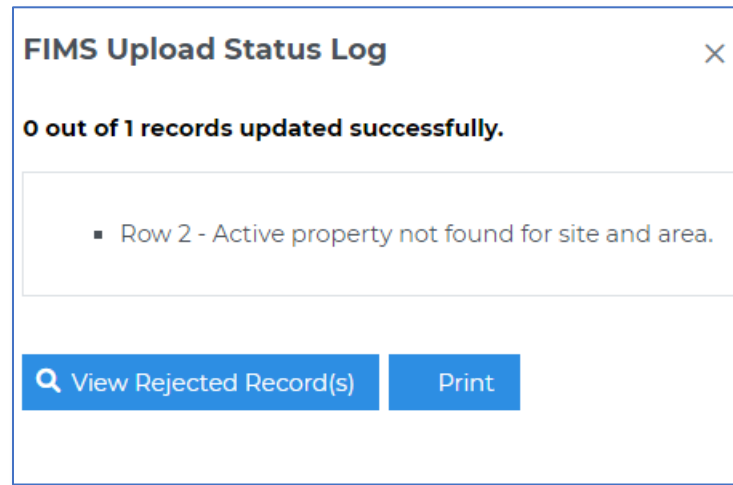 FIMS Upload Status Log
0 out of 1 records updated successfully.
Row 2 - Active property not found for site and area.
View Rejected Record(s)
Print